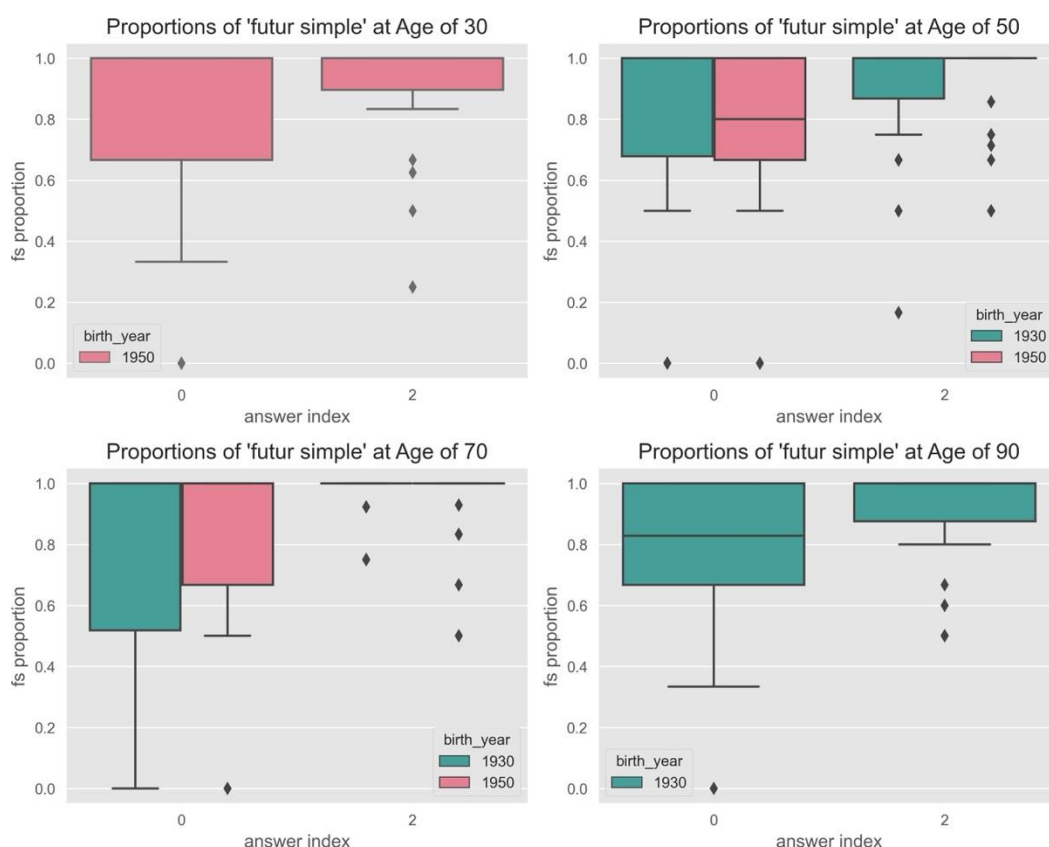 Proportions of 'futur simple' at Age of 30
1.0
0.8
0.6
0.4
0.2
0.0
fs proportion
birth_year
1950
0
2
answer index
Proportions of 'futur simple' at Age of 50
1.0
0.8
0.6
0.4
0.2
0.0
fs proportion
birth_year
1930
1950
0
2
answer index
Proportions of 'futur simple' at Age of 70
1.0
0.8
0.6
0.4
0.2
0.0
fs proportion
birth_year
1930
1950
0
2
answer index
Proportions of 'futur simple' at Age of 90
1.0
0.8
0.6
0.4
0.2
0.0
fs proportion
birth_year
1930
0
2
answer index